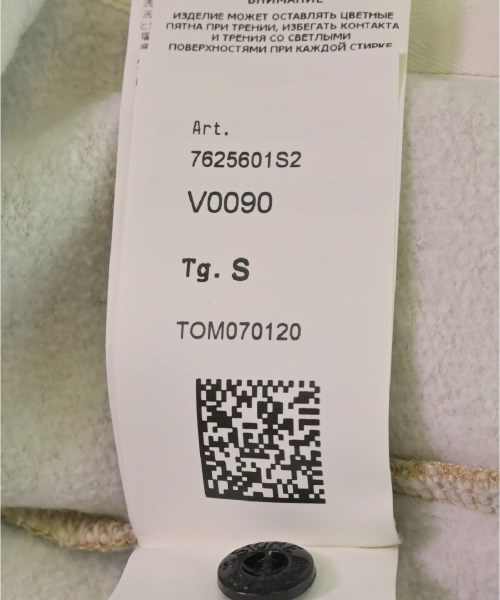 ВНИМАНИЕ
ИЗДЕЛИЕ МОЖЕТ ОСТАВЛЯТЬ ЦВЕТНЫЕ
ПЯТНА ПРИ ТРЕНИИ, ИЗБЕГАТЬ КОНТАКТА
И ТРЕНИЯ СО СВЕТЛЫМИ
ПОВЕРХНОСТЯМИ ПРИ КАЖДОЙ СТИРКЕ
Art.
7625601S2
V0090
Tg. S
TOM070120